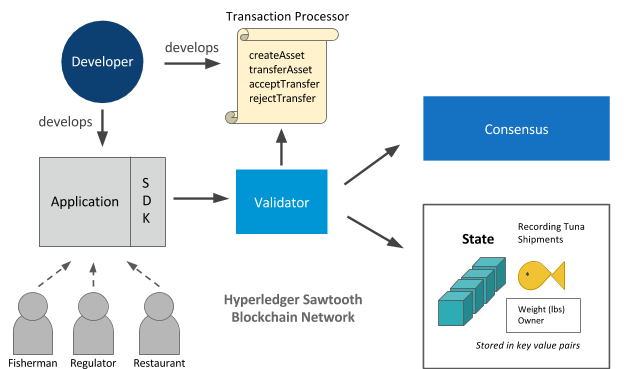 Transaction Processor
Developer
develops
createAsset
transferAsset
acceptTransfer
rejectTransfer
develops
Consensus
Application
S
D
K
Validator
State
Recording Tuna
Shipments
Weight (lbs)
Owner
Stored in key value pairs
Hyperledger Sawtooth
Blockchain Network
Fisherman
Regulator
Restaurant